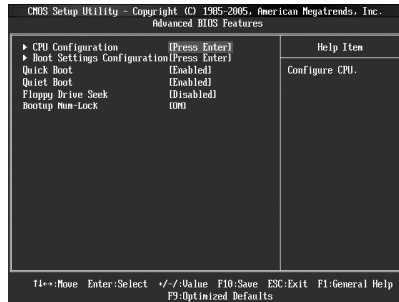 CMOS Setup Utility - Copyright (C) 1985-2005, American Megatrends, Inc.
Advanced BIOS Features
▶ CPU Configuration [Press Enter]
▶ Boot Settings Configuration[Press Enter]
Quick Boot [Enabled]
Quiet Boot [Enabled]
Floppy Drive Seek [Disabled]
Bootup Num-Lock [ON]
Help Item
Configure CPU.
↑↓↔:Move Enter:Select +/-/:Value F10:Save ESC:Exit F1:General Help
F9:Optimized Defaults